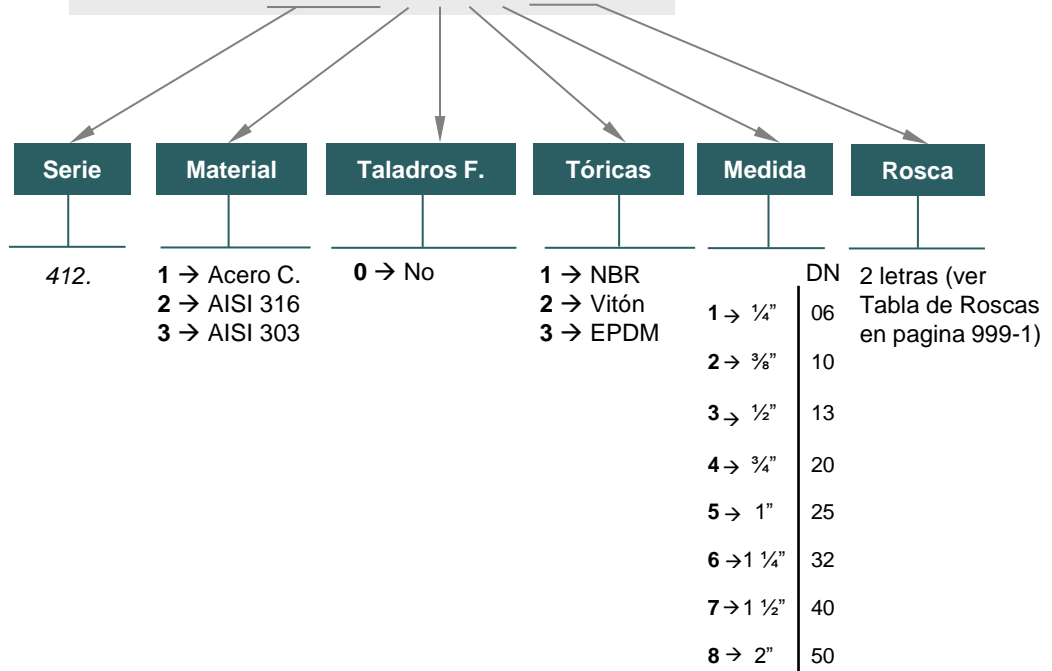 Serie
Material
Taladros F.
Tóricas
Medida
Rosca
412.
1 → Acero C.
2 → AISI 316
3 → AISI 303
0 → No
1 → NBR
2 → Vitón
3 → EPDM
DN
1 → ¼” 06
2 → ⅜” 10
3 → ½” 13
4 → ¾” 20
5 → 1” 25
6 →1 ¼” 32
7 →1 ½” 40
8 → 2” 50
2 letras (ver
Tabla de Roscas
en pagina 999-1)